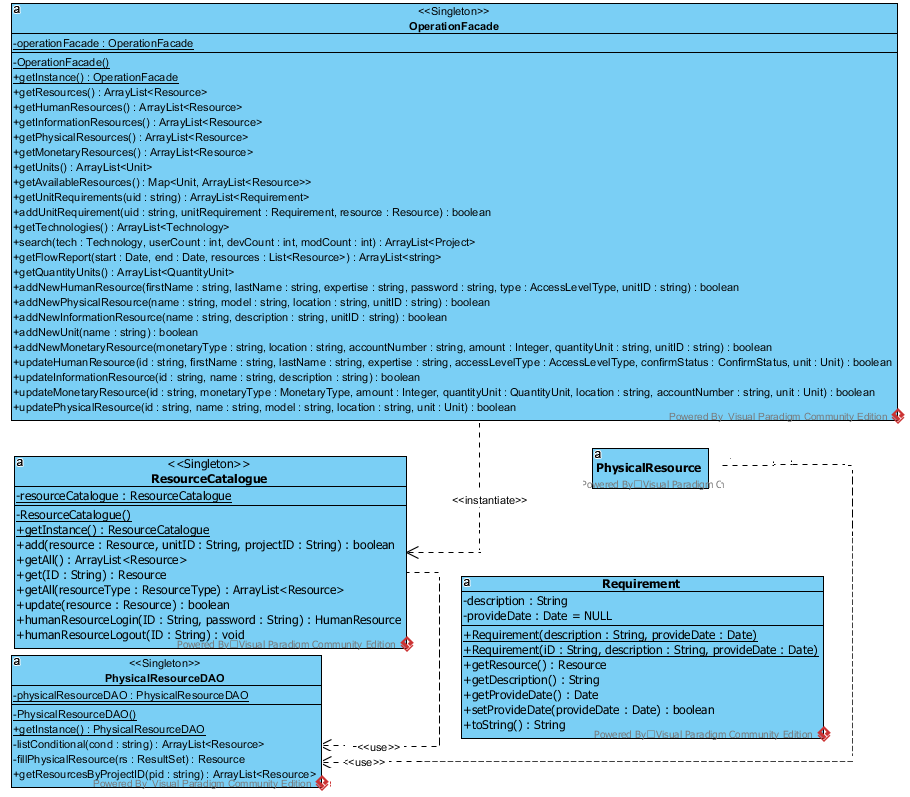 a
<<Singleton>>
OperationFacade
-operationFacade : OperationFacade
-OperationFacade()
+getInstance() : OperationFacade
+getResources() : ArrayList<Resource>
+getHumanResources() : ArrayList<Resource>
+getInformationResources() : ArrayList<Resource>
+getPhysicalResources() : ArrayList<Resource>
+getMonetaryResources() : ArrayList<Resource>
+getUnits() : ArrayList<Unit>
+getAvailableResources() : Map<Unit, ArrayList<Resource>>
+getUnitRequirements(uid : string) : ArrayList<Requirement>
+addUnitRequirement(uid : string, unitRequirement : Requirement, resource : Resource) : boolean
+getTechnologies() : ArrayList<Technology>
+search(tech : Technology, userCount : int, devCount : int, modCount : int) : ArrayList<Project>
+getFlowReport(start : Date, end : Date, resources : List<Resource>) : ArrayList<string>
+getQuantityUnits() : ArrayList<QuantityUnit>
+addNewHumanResource(firstName : string, lastName : string, expertise : string, password : string, type : AccessLevelType, unitID : string) : boolean
+addNewPhysicalResource(name : string, model : string, location : string, unitID : string) : boolean
+addNewInformationResource(name : string, description : string, unitID : string) : boolean
+addNewUnit(name : string) : boolean
+addNewMonetaryResource(monetaryType : string, location : string, accountNumber : string, amount : Integer, quantityUnit : string, unitID : string) : boolean
+updateHumanResource(id : string, firstName : string, lastName : string, expertise : string, accessLevelType : AccessLevelType, confirmStatus : ConfirmStatus, unit : Unit) : boolean
+updateInformationResource(id : string, name : string, description : string) : boolean
+updateMonetaryResource(id : string, monetaryType : MonetaryType, amount : Integer, quantityUnit : QuantityUnit, location : string, accountNumber : string, unit : Unit) : boolean
+updatePhysicalResource(id : string, name : string, model : string, location : string, unit : Unit) : boolean
Powered By Visual Paradigm Community Edition
a
<<Singleton>>
ResourceCatalogue
-resourceCatalogue : ResourceCatalogue
-ResourceCatalogue()
+getInstance() : ResourceCatalogue
+add(resource : Resource, unitID : String, projectID : String) : boolean
+getAll() : ArrayList<Resource>
+get(ID : String) : Resource
+getAll(resourceType : ResourceType) : ArrayList<Resource>
+update(resource : Resource) : boolean
+humanResourceLogin(ID : String, password : String) : HumanResource
+humanResourceLogout(ID : String) : void
Powered By Visual Paradigm Community Edition
<<instantiate>>
a
PhysicalResource
Powered By Visual Paradigm
a
Requirement
-description : String
-provideDate : Date = NULL
+Requirement(description : String, provideDate : Date)
+Requirement(iD : String, description : String, provideDate : Date)
+getResource() : Resource
+getDescription() : String
+getProvideDate() : Date
+setProvideDate(provideDate : Date) : boolean
+toString() : String
Powered By Visual Paradigm Community Edition
a
<<Singleton>>
PhysicalResourceDAO
-physicalResourceDAO : PhysicalResourceDAO
-PhysicalResourceDAO()
+getInstance() : PhysicalResourceDAO
-listConditional(cond : string) : ArrayList<Resource>
-fillPhysicalResource(rs : ResultSet) : Resource
+getResourcesByProjectID(pid : string) : ArrayList<Resource>
Powered By Visual Paradigm Community Edition
<<use>>
<<use>>